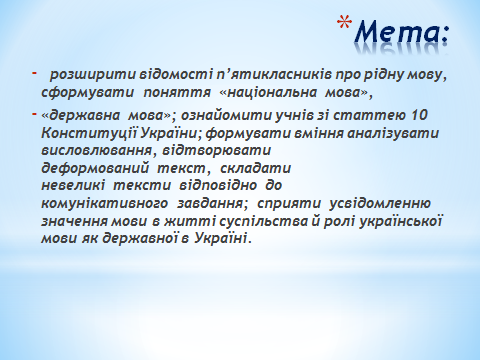 *Мета:
- розширити відомості п’ятикласників про рідну мову,
сформувати поняття «національна мова»,
- «державна мова»; ознайомити учнів зі статтею 10
Конституції України; формувати вміння аналізувати
висловлювання, відтворювати
деформований текст, складати
невеликі тексти відповідно до
комунікативного завдання; сприяти усвідомленню
значення мови в житті суспільства й ролі української
мови як державної в Україні.